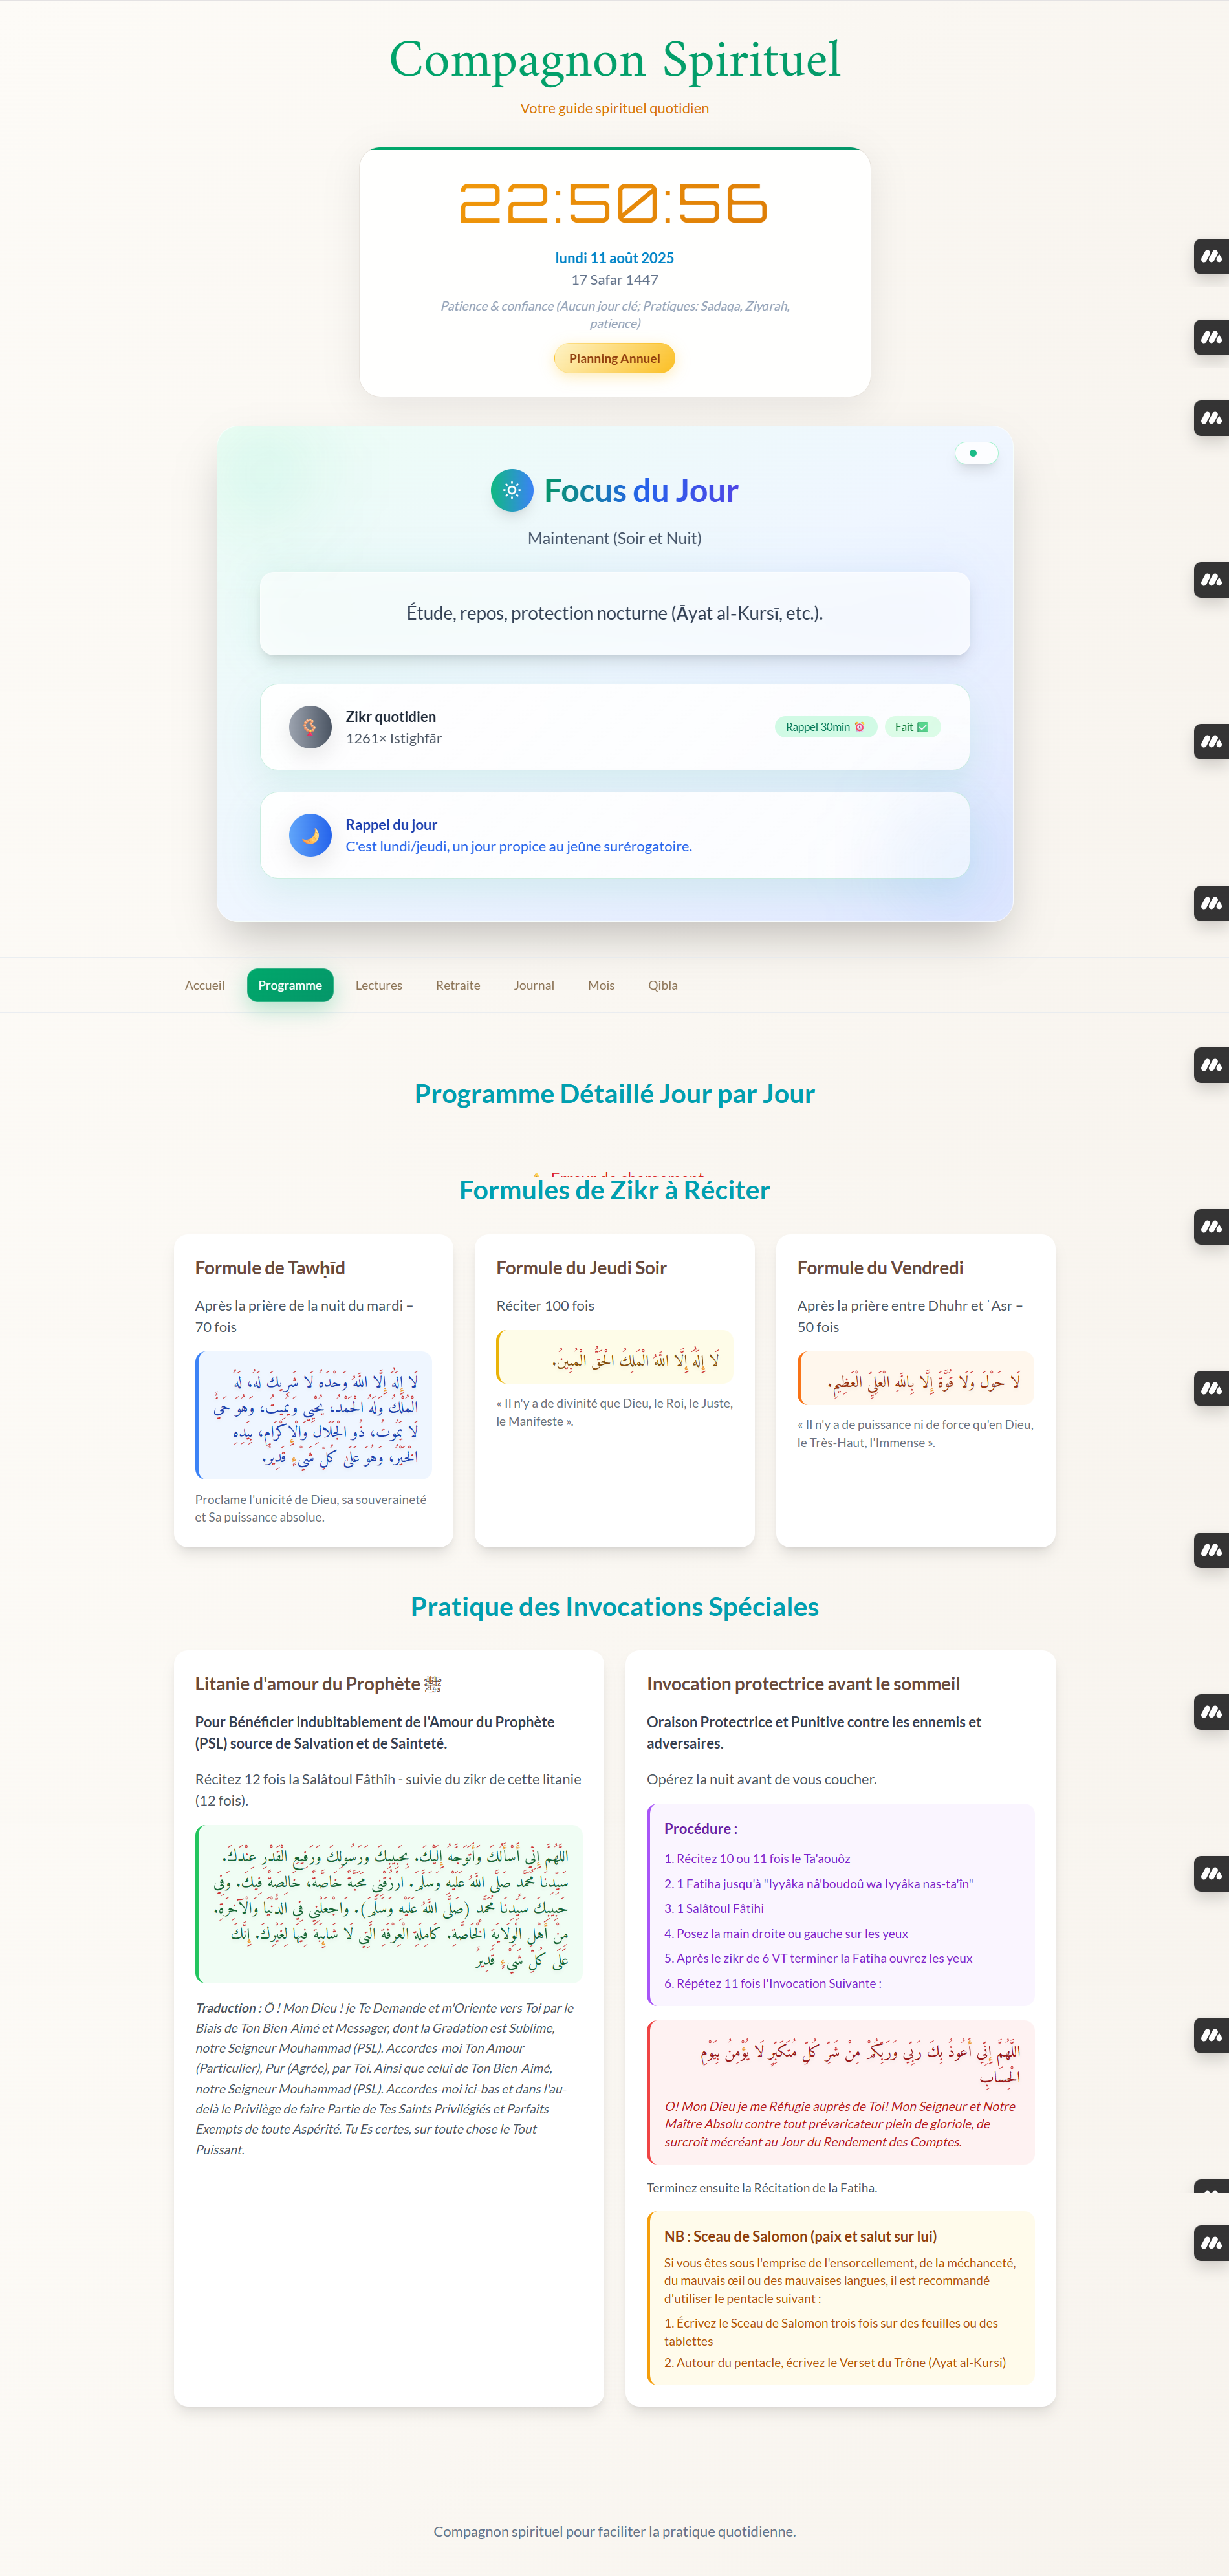 Compagnon Spirituel
Votre guide spirituel quotidien
22:50:56
lundi 11 août 2025
17 Safar 1447
Patience & confiance (Aucun jour clé; Pratiques: Sadaqa, Ziyārah,
patience)
Planning Annuel
Focus du Jour
Maintenant (Soir et Nuit)
Étude, repos, protection nocturne (Āyat al-Kursī, etc.).
Zikr quotidien
1261× Istighfār
Rappel 30min ⏰
Fait ✅
Rappel du jour
C'est lundi/jeudi, un jour propice au jeûne surérogatoire.
Accueil
Programme
Lectures
Retraite
Journal
Mois
Qibla
Programme Détaillé Jour par Jour
Formules de Zikr à Réciter
Formule de Tawḥīd
Après la prière de la nuit du mardi –
70 fois
لَا إِلَٰهَ إِلَّا اللَّهُ وَحْدَهُ لَا شَرِيكَ لَهُ، لَهُ
الْمُلْكُ وَلَهُ الْحَمْدُ، يُحْيِي وَيُمِيتُ، وَهُوَ حَيٌّ
لَا يَمُوتُ، ذُو الْجَلَالِ وَالْإِكْرَامِ، بِيَدِهِ
الْخَيْرُ، وَهُوَ عَلَىٰ كُلِّ شَيْءٍ قَدِيرٌ.
Proclame l'unicité de Dieu, sa souveraineté
et Sa puissance absolue.
Formule du Jeudi Soir
Réciter 100 fois
لَا إِلَٰهَ إِلَّا اللَّهُ الْمَلِكُ الْحَقُّ الْمُبِينُ.
« Il n'y a de divinité que Dieu, le Roi, le Juste,
le Manifeste ».
Formule du Vendredi
Après la prière entre Dhuhr et ʿAsr –
50 fois
لَا حَوْلَ وَلَا قُوَّةَ إِلَّا بِاللَّهِ الْعَلِيِّ الْعَظِيمِ.
« Il n'y a de puissance ni de force qu'en Dieu,
le Très-Haut, l'Immense ».
Pratique des Invocations Spéciales
Litanie d'amour du Prophète ﷺ
Pour Bénéficier indubitablement de l'Amour du Prophète
(PSL) source de Salvation et de Sainteté.
Récitez 12 fois la Salâtoul Fâthîh - suivie du zikr de cette litanie
(12 fois).
اللَّهُمَّ إِنِّي أَسْأَلُكَ وَأَتَوَجَّهُ إِلَيْكَ. بِحَبِيبِكَ وَرَسُولِكَ وَرَفِيعِ الْقَدْرِ عِنْدَكَ.
سَيِّدِنَا مُحَمَّدٍ صَلَّى اللَّهُ عَلَيْهِ وَسَلَّمَ. ارْزُقْنِي مَحَبَّةً خَاصَّةً، خَالِصَةً فِيكَ. وَفِي
حَبِيبِكَ سَيِّدِنَا مُحَمَّدٍ (صَلَّى اللَّهُ عَلَيْهِ وَسَلَّمَ). وَاجْعَلْنِي فِي الدُّنْيَا وَالْآخِرَةِ.
مِنْ أَهْلِ الْوِلَايَةِ الْخَاصَّةِ. كَامِلَةِ الْعِرْفَةِ الَّتِي لَا شَائِبَةَ فِيهَا لِغَيْرِكَ. إِنَّكَ
عَلَى كُلِّ شَيْءٍ قَدِيرٌ
Traduction : Ô ! Mon Dieu ! je Te Demande et m'Oriente vers Toi par le
Biais de Ton Bien-Aimé et Messager, dont la Gradation est Sublime,
notre Seigneur Mouhammad (PSL). Accordes-moi Ton Amour
(Particulier), Pur (Agrée), par Toi. Ainsi que celui de Ton Bien-Aimé,
notre Seigneur Mouhammad (PSL). Accordes-moi ici-bas et dans l'au-
delà le Privilège de faire Partie de Tes Saints Privilégiés et Parfaits
Exempts de toute Aspérité. Tu Es certes, sur toute chose le Tout
Puissant.
Invocation protectrice avant le sommeil
Oraison Protectrice et Punitive contre les ennemis et
adversaires.
Opérez la nuit avant de vous coucher.
Procédure :
1. Récitez 10 ou 11 fois le Ta'aouôz
2. 1 Fatiha jusqu'à "Iyyâka nâ'boudoû wa Iyyâka nas-ta'în"
3. 1 Salâtoul Fâtihi
4. Posez la main droite ou gauche sur les yeux
5. Après le zikr de 6 VT terminer la Fatiha ouvrez les yeux
6. Répétez 11 fois l'Invocation Suivante :
اللَّهُمَّ إِنِّي أَعُوذُ بِكَ رَبِّي وَرَبِّكُمْ مِنْ شَرِّ كُلِّ مُتَكَبِّرٍ لَا يُؤْمِنُ بِيَوْمِ
الْحِسَابِ
O! Mon Dieu je me Réfugie auprès de Toi! Mon Seigneur et Notre
Maître Absolu contre tout prévaricateur plein de gloriole, de
surcroît mécréant au Jour du Rendement des Comptes.
Terminez ensuite la Récitation de la Fatiha.
NB : Sceau de Salomon (paix et salut sur lui)
Si vous êtes sous l'emprise de l'ensorcellement, de la méchanceté,
du mauvais œil ou des mauvaises langues, il est recommandé
d'utiliser le pentacle suivant :
1. Écrivez le Sceau de Salomon trois fois sur des feuilles ou des
tablettes
2. Autour du pentacle, écrivez le Verset du Trône (Ayat al-Kursi)
Compagnon spirituel pour faciliter la pratique quotidienne.